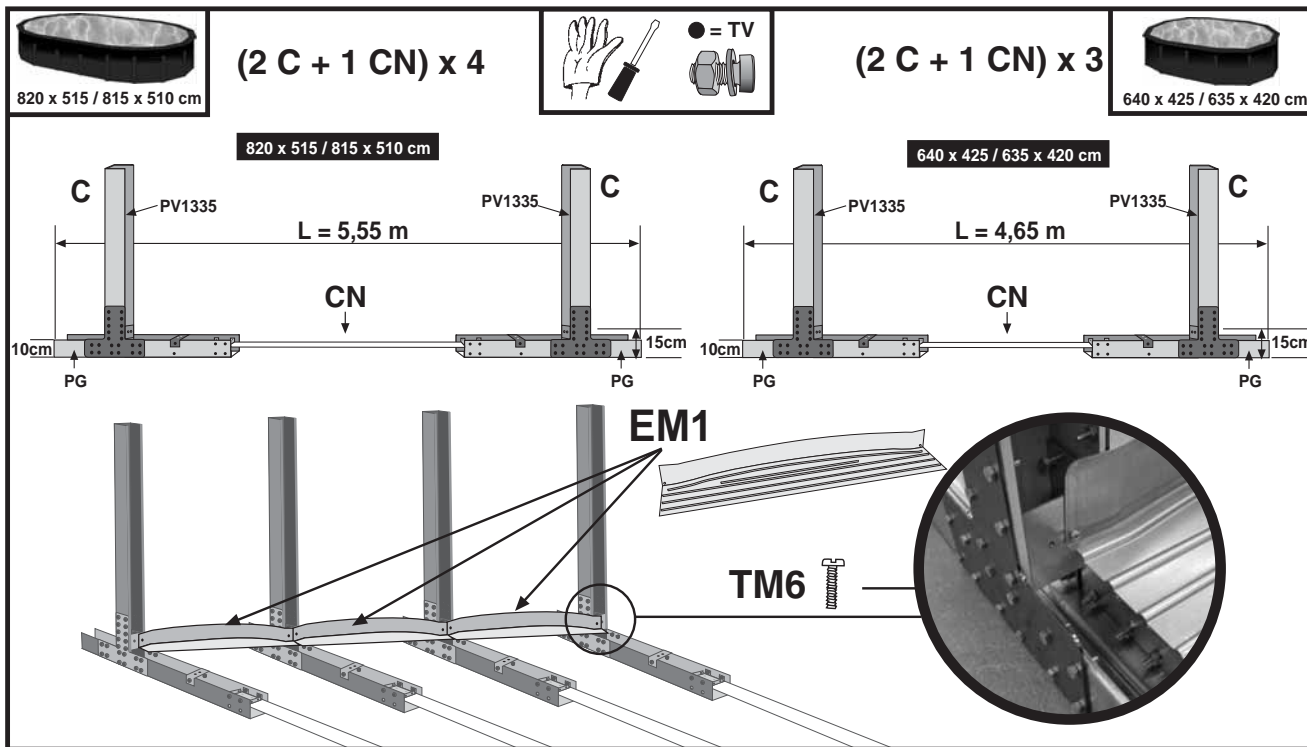 820 x 515 / 815 x 510 cm
(2 C + 1 CN) x 4
= TV
(2 C + 1 CN) x 3
640 x 425 / 635 x 420 cm
820 x 515 / 815 x 510 cm
C
PV1335
PV1335
C
L = 5,55 m
CN
10cm
15cm
PG
PG
640 x 425 / 635 x 420 cm
C
PV1335
PV1335
C
L = 4,65 m
CN
10cm
15cm
PG
PG
EM1
TM6